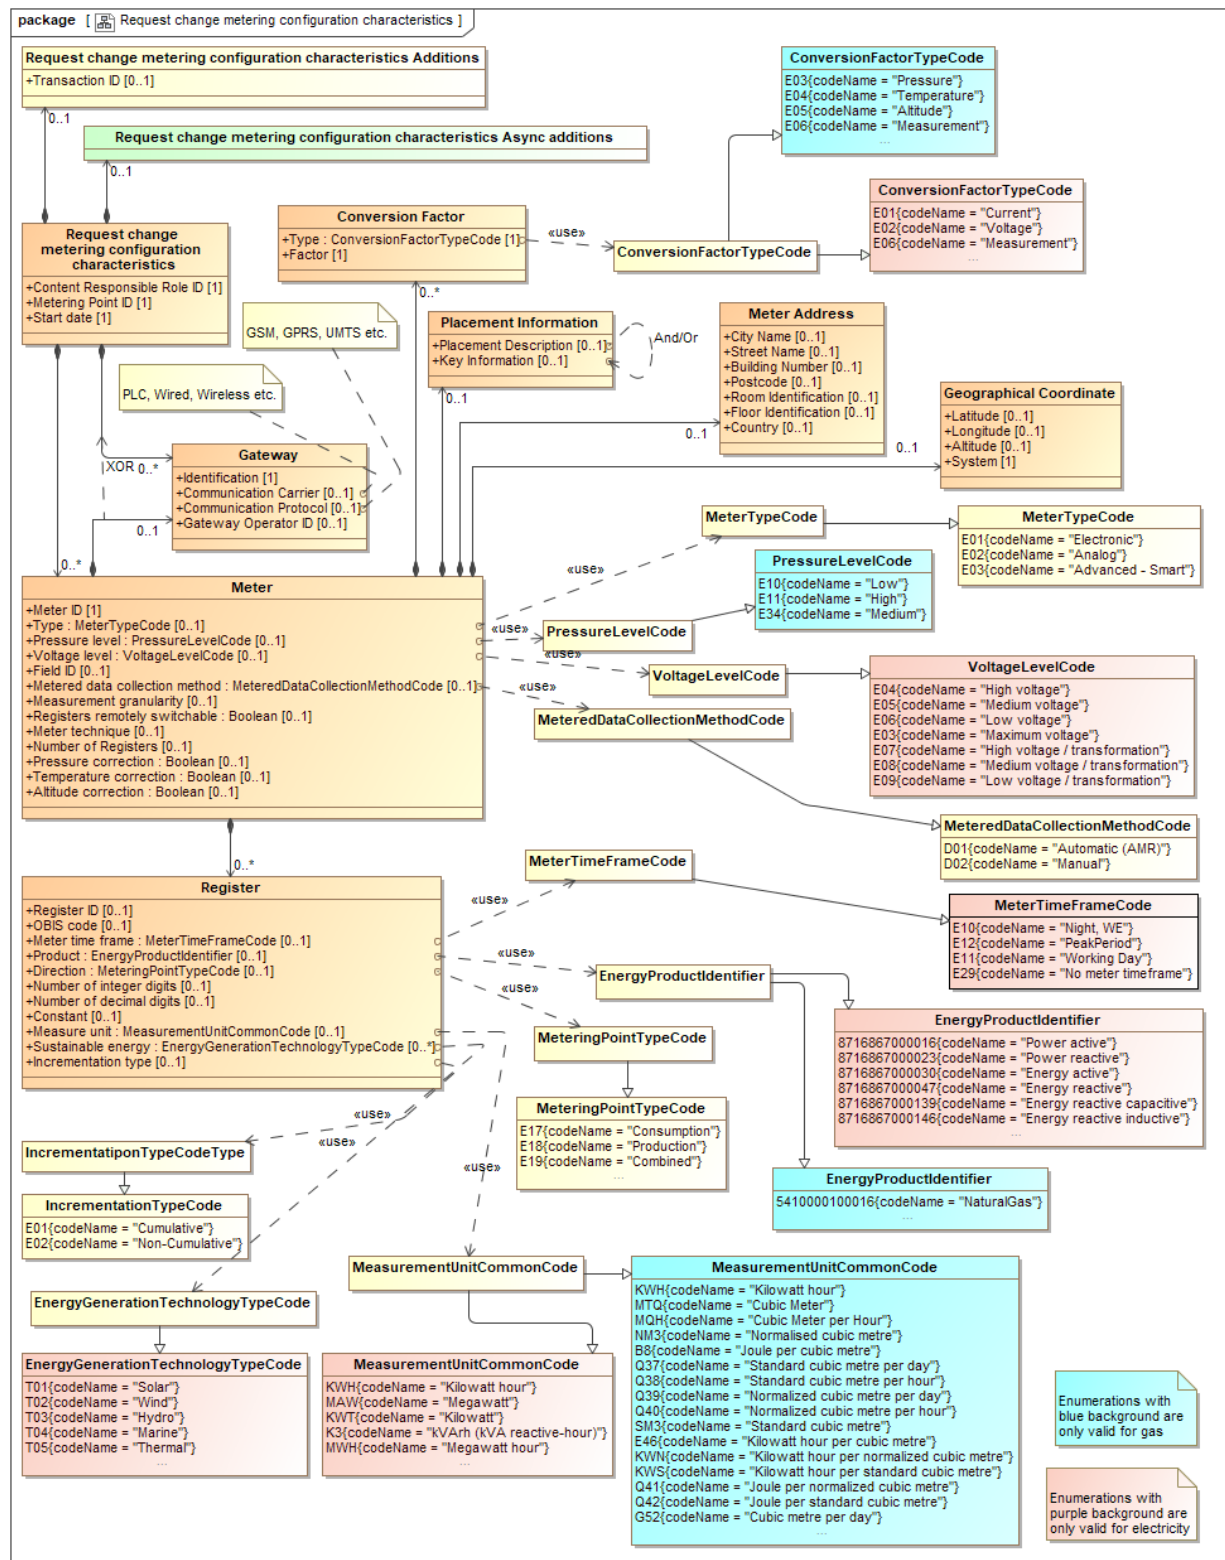 package [ Request change metering configuration characteristics ]
Request change metering configuration characteristics Additions
+Transaction ID [0..1]
0..1
Request change metering configuration characteristics Async additions
0..1
ConversionFactorTypeCode
E03{codeName = "Pressure"}
E04{codeName = "Temperature"}
E05{codeName = "Altitude"}
E06{codeName = "Measurement"}
...
ConversionFactorTypeCode
E01{codeName = "Current"}
E02{codeName = "Voltage"}
E06{codeName = "Measurement"}
...
Conversion Factor
+Type : ConversionFactorTypeCode [1]
+Factor [1]
«use»
ConversionFactorTypeCode
0..*
Request change
metering configuration
characteristics
+Content Responsible Role ID [1]
+Metering Point ID [1]
+Start date [1]
GSM, GPRS, UMTS etc.
PLC, Wired, Wireless etc.
Placement Information
+Placement Description [0..1]
+Key Information [0..1]
And/Or
0..1
Meter Address
+City Name [0..1]
+Street Name [0..1]
+Building Number [0..1]
+Postcode [0..1]
+Room Identification [0..1]
+Floor Identification [0..1]
+Country [0..1]
0..1
Geographical Coordinate
+Latitude [0..1]
+Longitude [0..1]
+Altitude [0..1]
+System [1]
0..1
Gateway
+Identification [1]
+Communication Carrier [0..1]
+Communication Protocol [0..1]
+Gateway Operator ID [0..1]
XOR
0..*
0..1
0..*
Meter
+Meter ID [1]
+Type : MeterTypeCode [0..1]
+Pressure level : PressureLevelCode [0..1]
+Voltage level : VoltageLevelCode [0..1]
+Field ID [0..1]
+Metered data collection method : MeteredDataCollectionMethodCode [0..1]
+Measurement granularity [0..1]
+Registers remotely switchable : Boolean [0..1]
+Meter technique [0..1]
+Number of Registers [0..1]
+Pressure correction : Boolean [0..1]
+Temperature correction : Boolean [0..1]
+Altitude correction : Boolean [0..1]
«use»
«use»
«use»
«use»
MeterTypeCode
MeterTypeCode
E01{codeName = "Electronic"}
E02{codeName = "Analog"}
E03{codeName = "Advanced - Smart"}
PressureLevelCode
E10{codeName = "Low"}
E11{codeName = "High"}
E34{codeName = "Medium"}
PressureLevelCode
VoltageLevelCode
VoltageLevelCode
E04{codeName = "High voltage"}
E05{codeName = "Medium voltage"}
E06{codeName = "Low voltage"}
E03{codeName = "Maximum voltage"}
E07{codeName = "High voltage / transformation"}
E08{codeName = "Medium voltage / transformation"}
E09{codeName = "Low voltage / transformation"}
MeteredDataCollectionMethodCode
MeteredDataCollectionMethodCode
D01{codeName = "Automatic (AMR)"}
D02{codeName = "Manual"}
0..*
Register
+Register ID [0..1]
+OBIS code [0..1]
+Meter time frame : MeterTimeFrameCode [0..1]
+Product : EnergyProductIdentifier [0..1]
+Direction : MeteringPointTypeCode [0..1]
+Number of integer digits [0..1]
+Number of decimal digits [0..1]
+Constant [0..1]
+Measure unit : MeasurementUnitCommonCode [0..1]
+Sustainable energy : EnergyGenerationTechnologyTypeCode [0..*]
+Incrementation type [0..1]
«use»
«use»
«use»
«use»
«use»
«use»
MeterTimeFrameCode
MeterTimeFrameCode
E10{codeName = "Night, WE"}
E12{codeName = "PeakPeriod"}
E11{codeName = "Working Day"}
E29{codeName = "No meter timeframe"}
EnergyProductIdentifier
EnergyProductIdentifier
8716867000016{codeName = "Power active"}
8716867000023{codeName = "Power reactive"}
8716867000030{codeName = "Energy active"}
8716867000047{codeName = "Energy reactive"}
8716867000139{codeName = "Energy reactive capacitive"}
8716867000146{codeName = "Energy reactive inductive"}
...
MeteringPointTypeCode
MeteringPointTypeCode
E17{codeName = "Consumption"}
E18{codeName = "Production"}
E19{codeName = "Combined"}
...
EnergyProductIdentifier
5410000100016{codeName = "NaturalGas"}
...
IncrementatiponTypeCodeType
IncrementationTypeCode
E01{codeName = "Cumulative"}
E02{codeName = "Non-Cumulative"}
EnergyGenerationTechnologyTypeCode
EnergyGenerationTechnologyTypeCode
T01{codeName = "Solar"}
T02{codeName = "Wind"}
T03{codeName = "Hydro"}
T04{codeName = "Marine"}
T05{codeName = "Thermal"}
...
MeasurementUnitCommonCode
MeasurementUnitCommonCode
KWH{codeName = "Kilowatt hour"}
MAW{codeName = "Megawatt"}
KWT{codeName = "Kilowatt"}
K3{codeName = "kVArh (kVA reactive-hour)"}
MWH{codeName = "Megawatt hour"}
...
MeasurementUnitCommonCode
KWH{codeName = "Kilowatt hour"}
MTQ{codeName = "Cubic Meter"}
MQH{codeName = "Cubic Meter per Hour"}
NM3{codeName = "Normalised cubic metre"}
B8{codeName = "Joule per cubic metre"}
Q37{codeName = "Standard cubic metre per day"}
Q38{codeName = "Standard cubic metre per hour"}
Q39{codeName = "Normalized cubic metre per day"}
Q40{codeName = "Normalized cubic metre per hour"}
SM3{codeName = "Standard cubic metre"}
E46{codeName = "Kilowatt hour per cubic metre"}
KWN{codeName = "Kilowatt hour per normalized cubic metre"}
KWS{codeName = "Kilowatt hour per standard cubic metre"}
Q41{codeName = "Joule per normalized cubic metre"}
Q42{codeName = "Joule per standard cubic metre"}
G52{codeName = "Cubic metre per day"}
...
Enumerations with
blue background are
only valid for gas
Enumerations with
purple background are
only valid for electricity